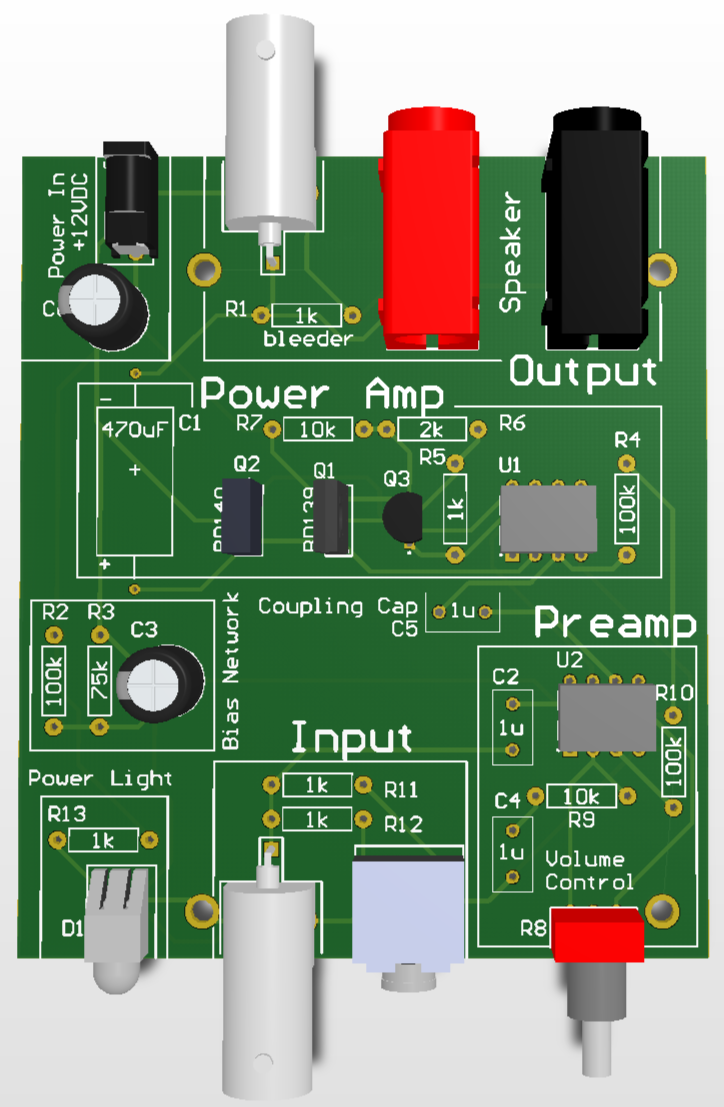 Power In
+12VDC
C
R1
1k
bleeder
Speaker
Output
Power Amp
470uF
C1
-
+
+
R7
10k
2k
R6
R5
1k
R4
100k
Q2
Q1
BD139
Q3
U1
Coupling Cap
C5
1u
Preamp
R2
R3
100k
75k
C3
Bias Network
U2
C2
1u
R10
100k
Input
1k
R11
1k
R12
C4
1u
10k
R9
Volume
Control
R8
Power Light
R13
1k
D1